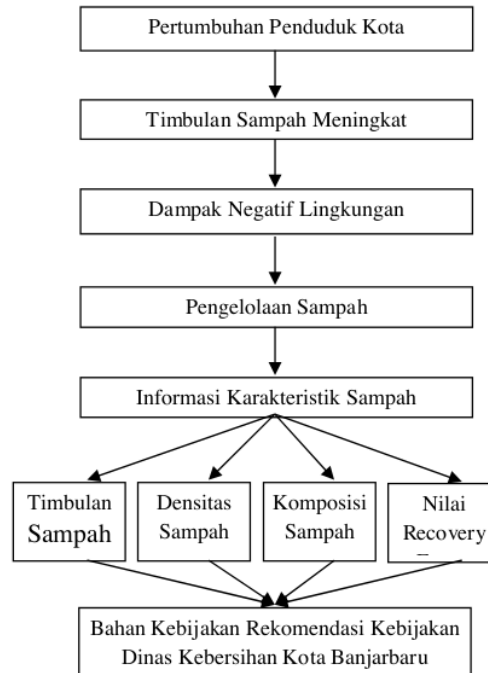 Pertumbuhan Penduduk Kota
Timbulan Sampah Meningkat
Dampak Negatif Lingkungan
Pengelolaan Sampah
Informasi Karakteristik Sampah
Timbulan
Sampah
Densitas
Sampah
Komposisi
Sampah
Nilai
Recovery
Bahan Kebijakan Rekomendasi Kebijakan
Dinas Kebersihan Kota Banjarbaru